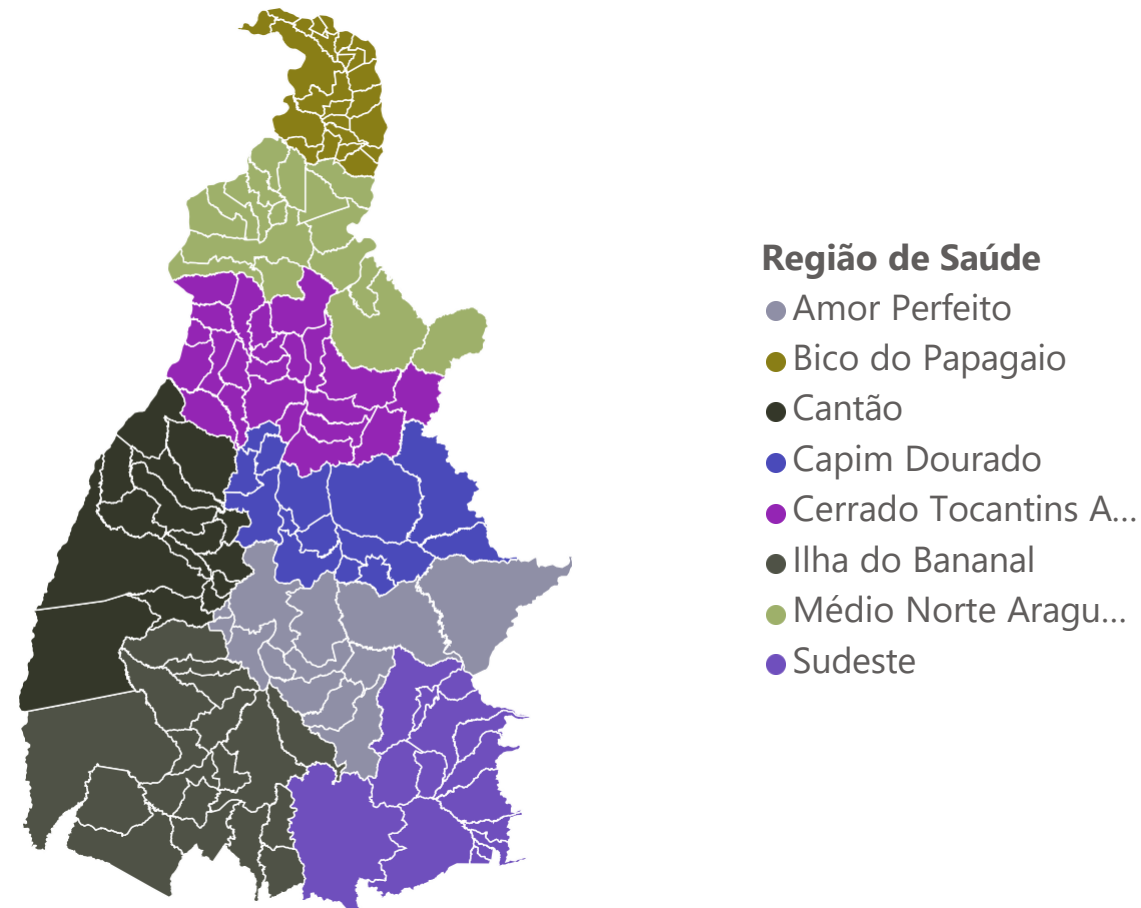 Região de Saúde
Amor Perfeito
Bico do Papagaio
Cantão
Capim Dourado
Cerrado Tocantins A...
Ilha do Bananal
Médio Norte Aragu...
Sudeste